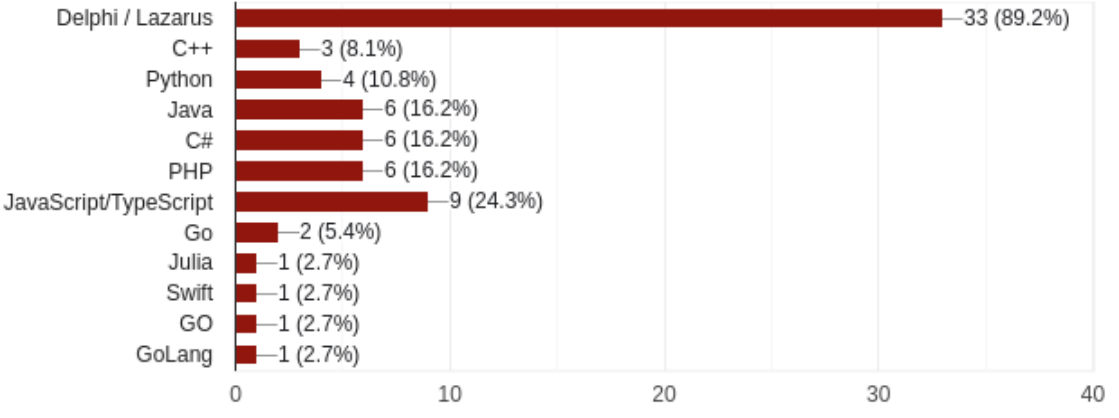 Delphi / Lazarus 33 (89.2%)
C++ 3 (8.1%)
Python 4 (10.8%)
Java 6 (16.2%)
C# 6 (16.2%)
PHP 6 (16.2%)
JavaScript/TypeScript 9 (24.3%)
Go 2 (5.4%)
Julia 1 (2.7%)
Swift 1 (2.7%)
GO 1 (2.7%)
GoLang 1 (2.7%)
0 10 20 30 40